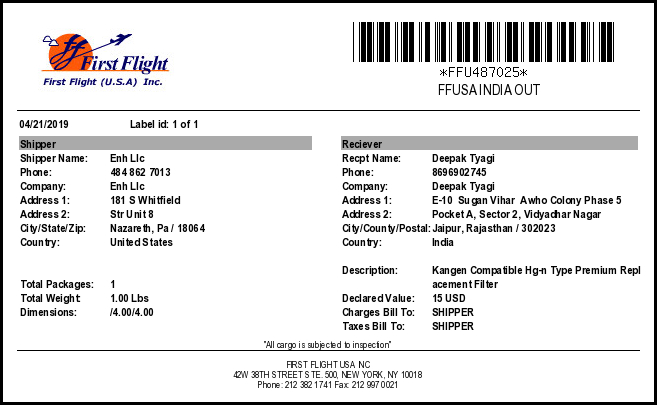 First Flight
First Flight (U.S.A) Inc.
*FFU487025*
FFUSA INDIA OUT
04/21/2019 Label id: 1 of 1
Shipper
Shipper Name: Enh Llc
Phone: 484 862 7013
Company: Enh Llc
Address 1: 181 S Whitfield
Address 2: Str Unit 8
City/State/Zip: Nazareth, Pa / 18064
Country: United States
Total Packages: 1
Total Weight: 1.00 Lbs
Dimensions: /4.00/4.00
Reciever
Recpt Name: Deepak Tyagi
Phone: 8696902745
Company: Deepak Tyagi
Address 1: E-10 Sugan Vihar Awho Colony Phase 5
Address 2: Pocket A, Sector 2, Vidyadhar Nagar
City/County/Postal: Jaipur, Rajasthan / 302023
Country: India
Description: Kangen Compatible Hg-n Type Premium Repl
acement Filter
Declared Value: 15 USD
Charges Bill To: SHIPPER
Taxes Bill To: SHIPPER
"All cargo is subjected to inspection"
FIRST FLIGHT USA INC
42W 38TH STREET STE. 500, NEW YORK, NY 10018
Phone: 212 382 1741 Fax: 212 997 0021